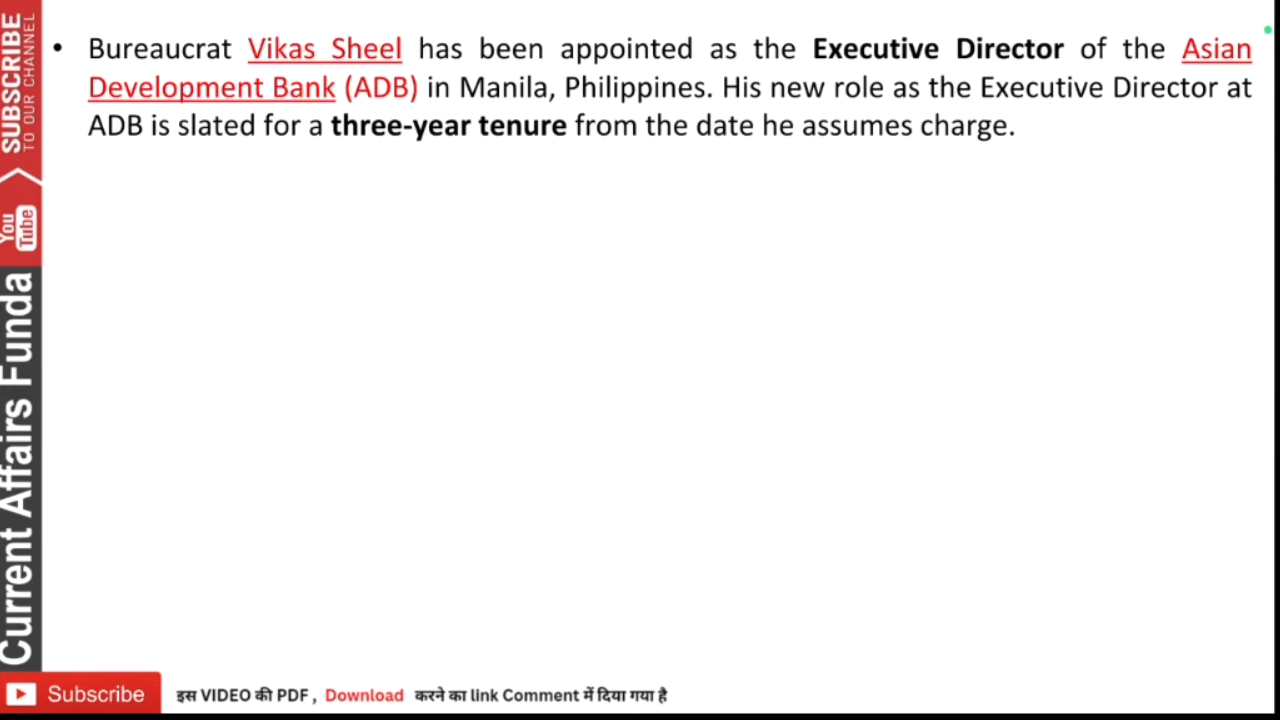 • Bureaucrat Vikas Sheel has been appointed as the Executive Director of the Asian
Development Bank (ADB) in Manila, Philippines. His new role as the Executive Director at
ADB is slated for a three-year tenure from the date he assumes charge.
SUBSCRIBE
TO OUR CHANNEL
You
Tube
Current Affairs Funda
Subscribe
इस VIDEO की PDF , Download करने का link Comment में दिया गया है